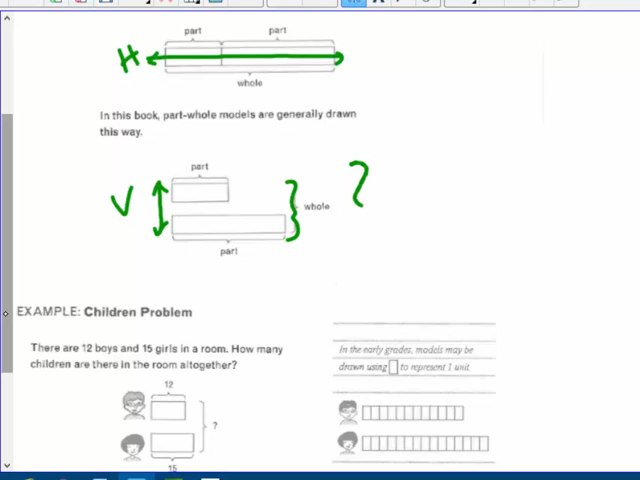 part part
H
whole
In this book, part-whole models are generally drawn
this way.
part
V
whole
part
EXAMPLE: Children Problem
There are 12 boys and 15 girls in a room. How many
children are there in the room altogether?
12
?
15
In the early grades, models may be
drawn using to represent 1 unit.